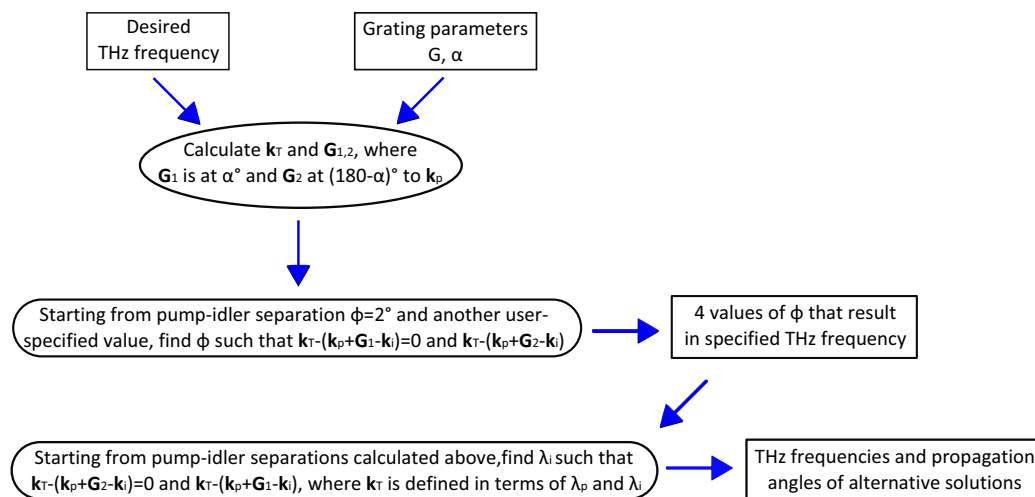 Desired
THz frequency
Grating parameters
G, α
Calculate kT and G1,2, where
G1 is at α° and G2 at (180-α)° to kp
Starting from pump-idler separation ϕ=2° and another user-
specified value, find ϕ such that kT-(kp+G1-ki)=0 and kT-(kp+G2-ki)
4 values of ϕ that result
in specified THz frequency
Starting from pump-idler separations calculated above,find λi such that
kT-(kp+G2-ki)=0 and kT-(kp+G1-ki), where kT is defined in terms of λp and λi
THz frequencies and propagation
angles of alternative solutions